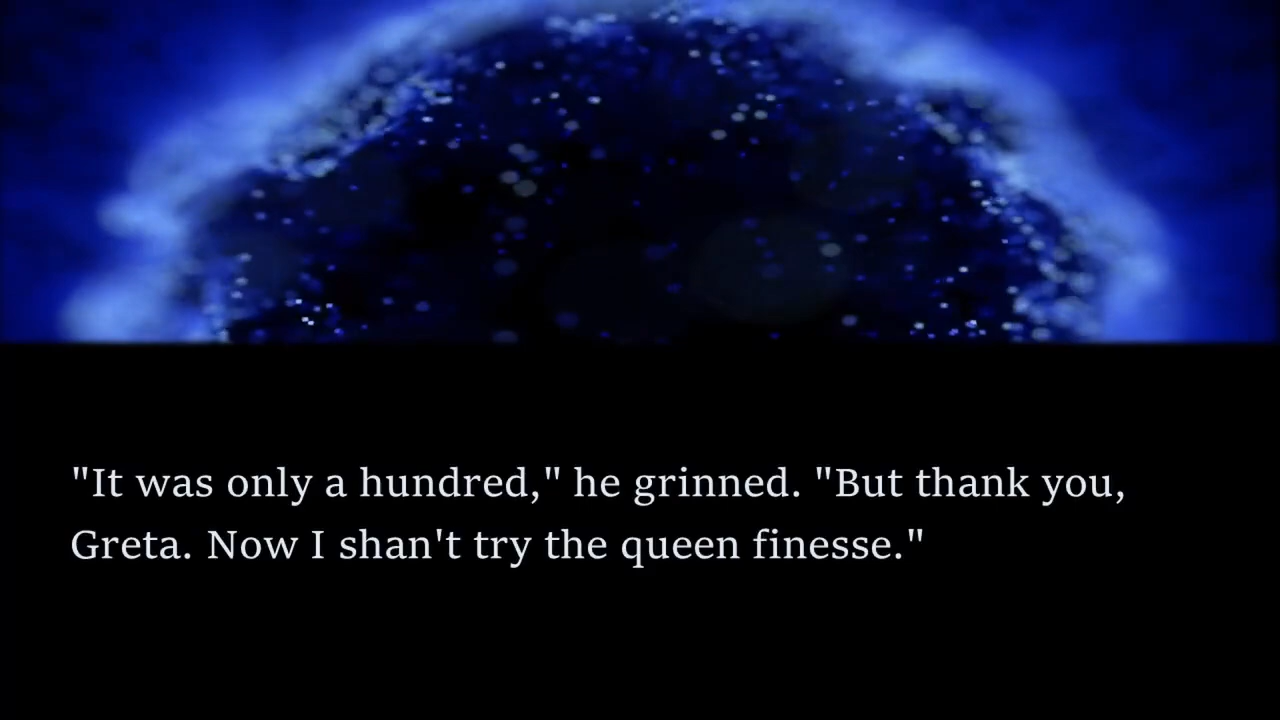 "It was only a hundred," he grinned. "But thank you,
Greta. Now I shan't try the queen finesse."